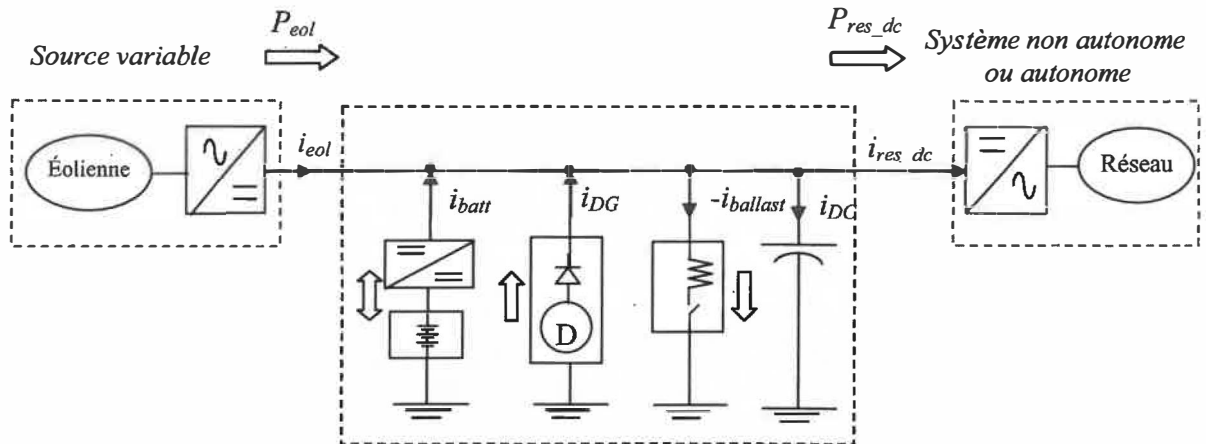 P_eol
P_res_dc
Source variable
Système non autonome
ou autonome
Éolienne
i_eol
i_res_dc
Réseau
i_batt
i_DG
-i_ballast
i_DC
D